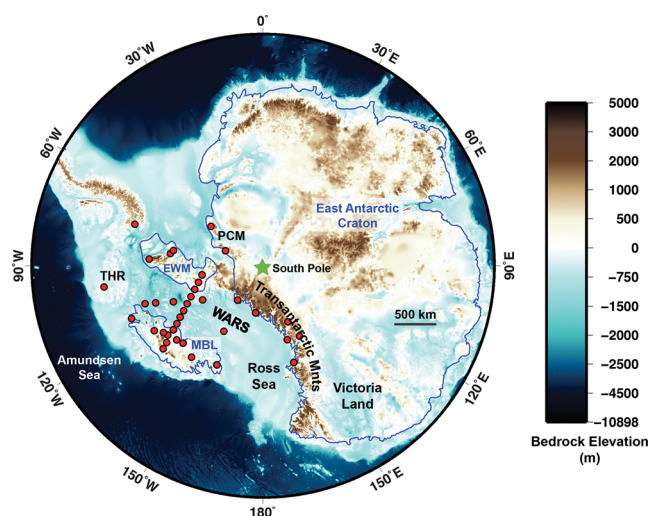 0°
30°W
30°E
60°W
60°E
5000
3000
2000
1000
500
0
−750
−1500
−2000
−2500
−4500
−10898
Bedrock Elevation
(m)
East Antarctic
Craton
PCM
EWM
South Pole
90°W
90°E
THR
Transantarctic Mnts
500 km
WARS
MBL
Amundsen
Sea
Ross
Sea
Victoria
Land
120°W
120°E
150°W
150°E
180°